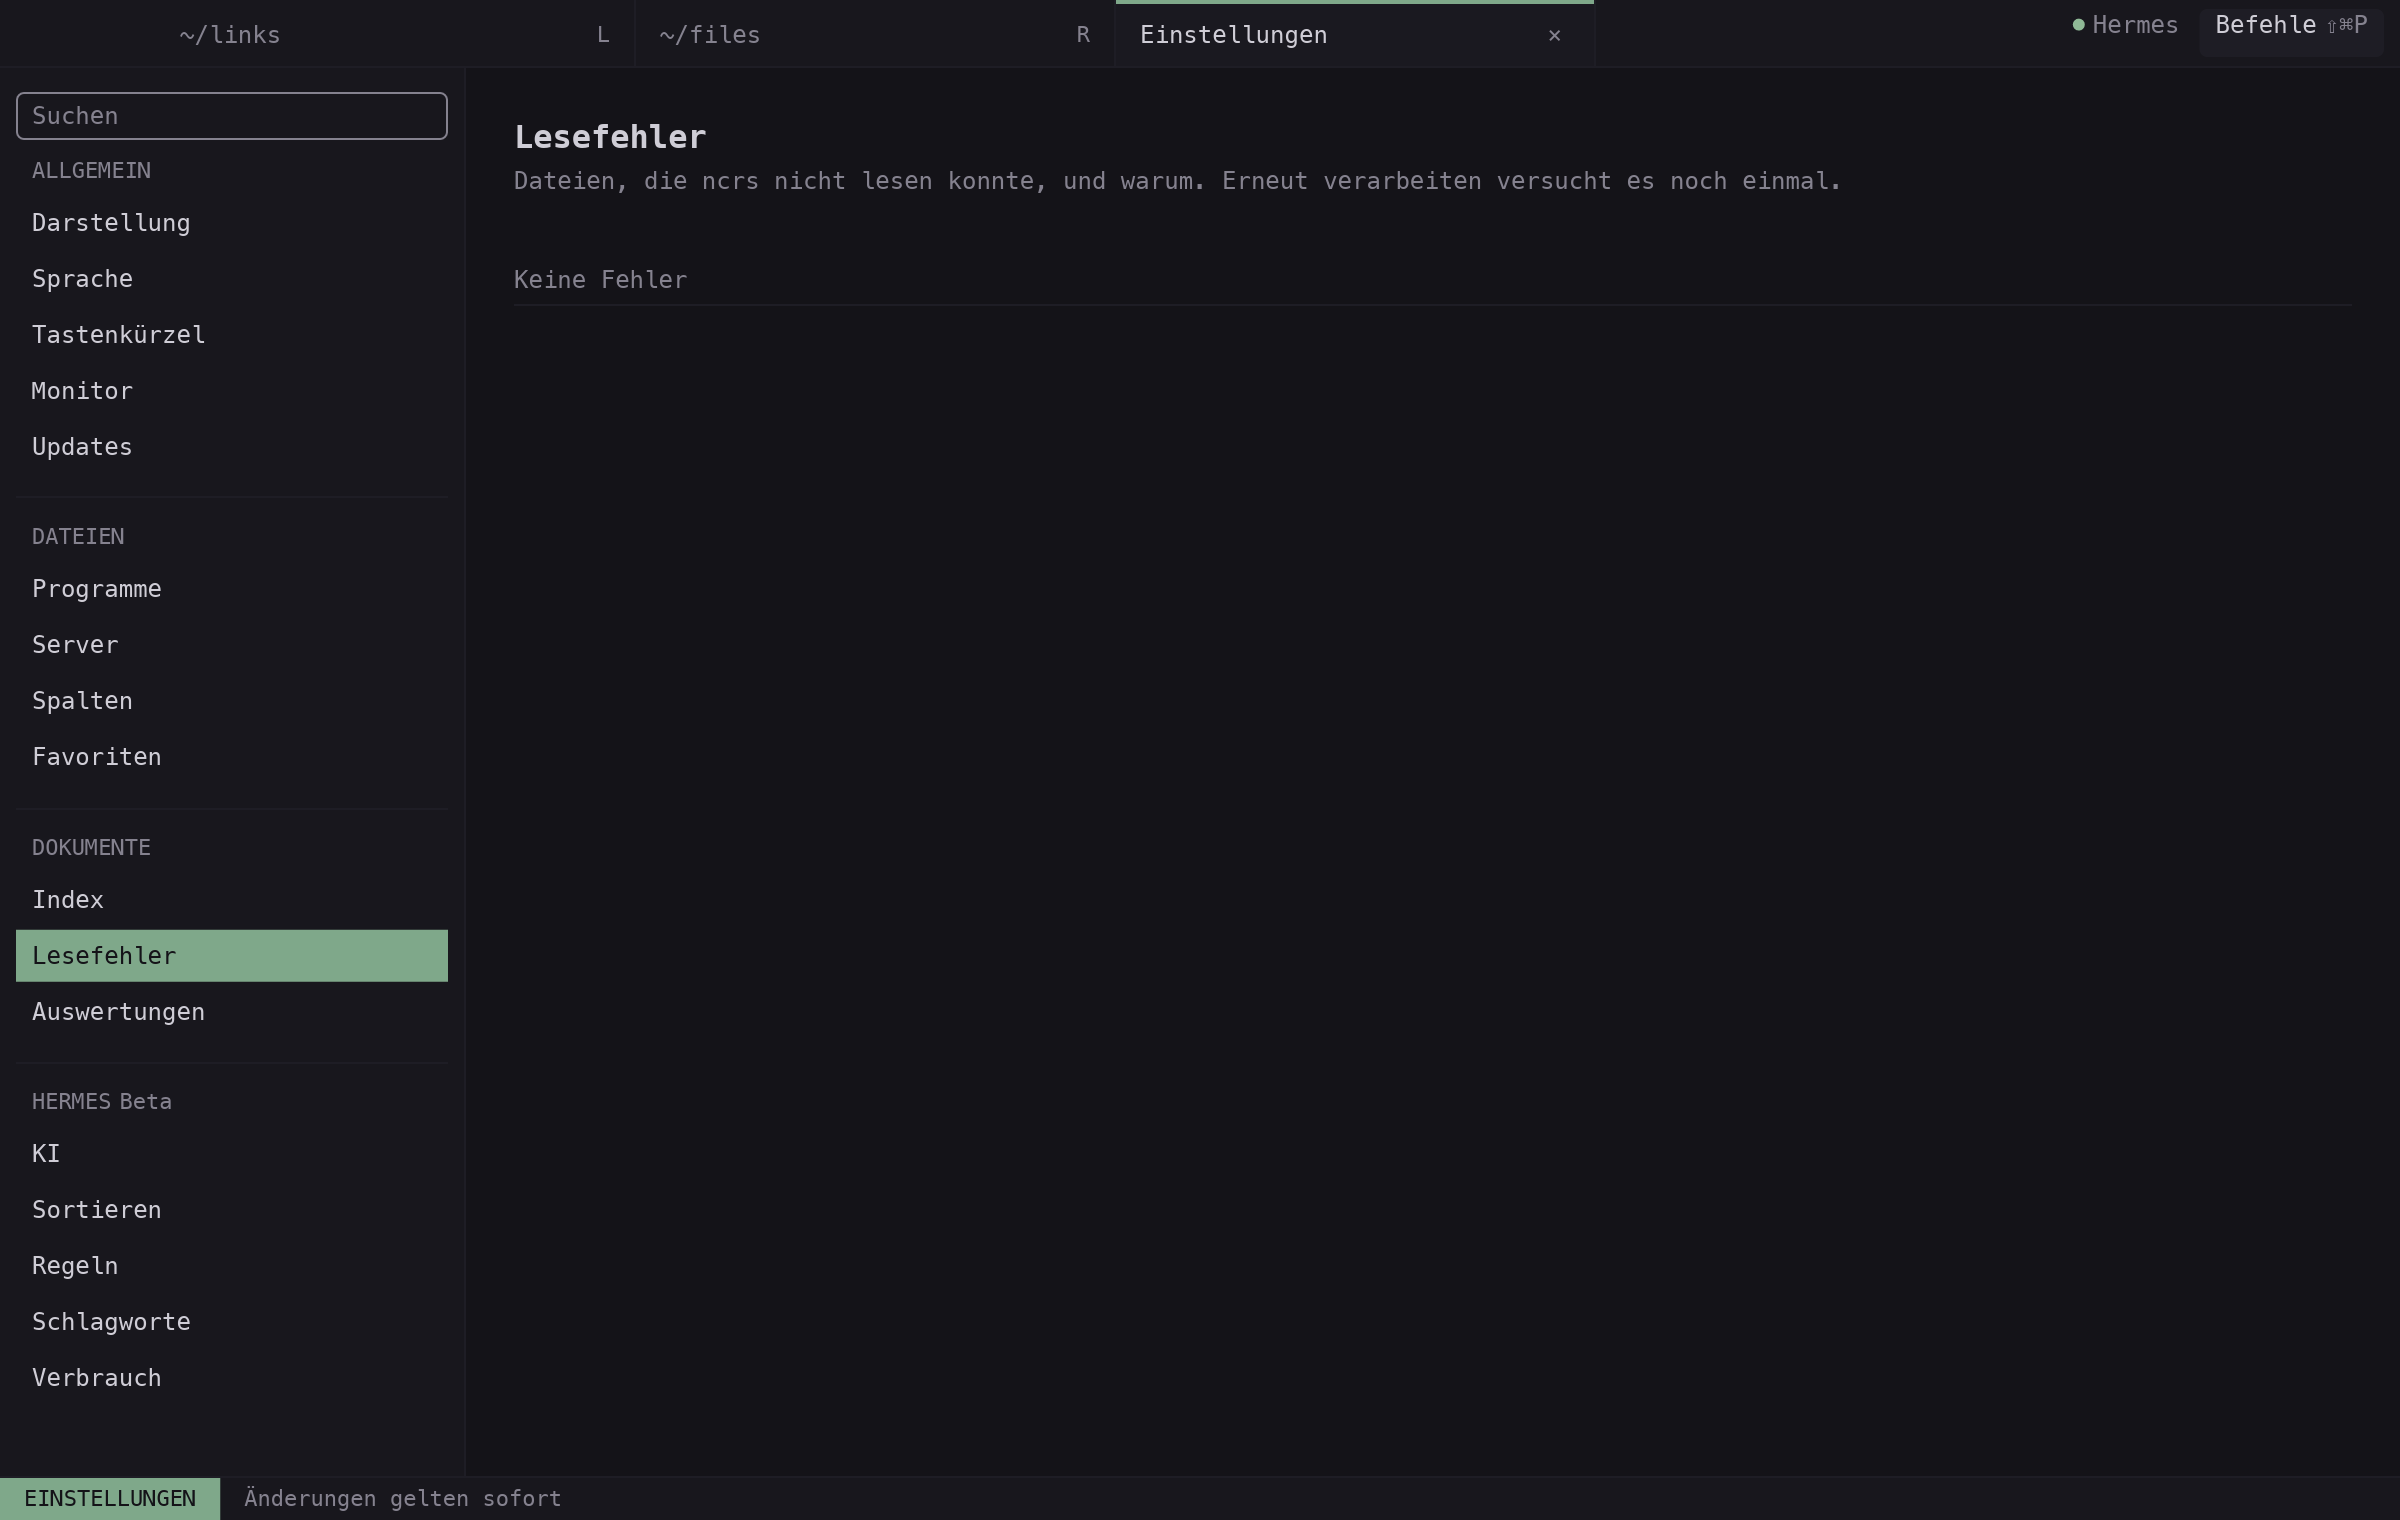 ~/links L ~/files R Einstellungen × Hermes Befehle ⇧⌘P
Suchen
ALLGEMEIN
Darstellung
Sprache
Tastenkürzel
Monitor
Updates
DATEIEN
Programme
Server
Spalten
Favoriten
DOKUMENTE
Index
Lesefehler
Auswertungen
HERMES Beta
KI
Sortieren
Regeln
Schlagworte
Verbrauch
Lesefehler
Dateien, die ncrs nicht lesen konnte, und warum. Erneut verarbeiten versucht es noch einmal.
Keine Fehler
EINSTELLUNGEN Änderungen gelten sofort